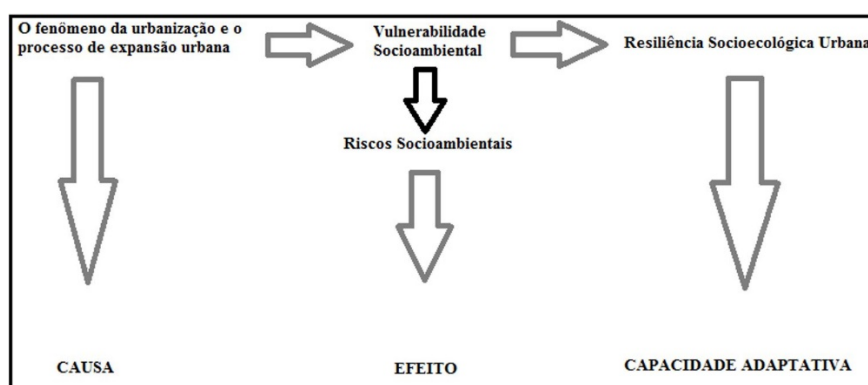 O fenômeno da urbanização e o
processo de expansão urbana
Vulnerabilidade
Socioambiental
Resiliência Socioecológica Urbana
Riscos Socioambientais
CAUSA
EFEITO
CAPACIDADE ADAPTATIVA